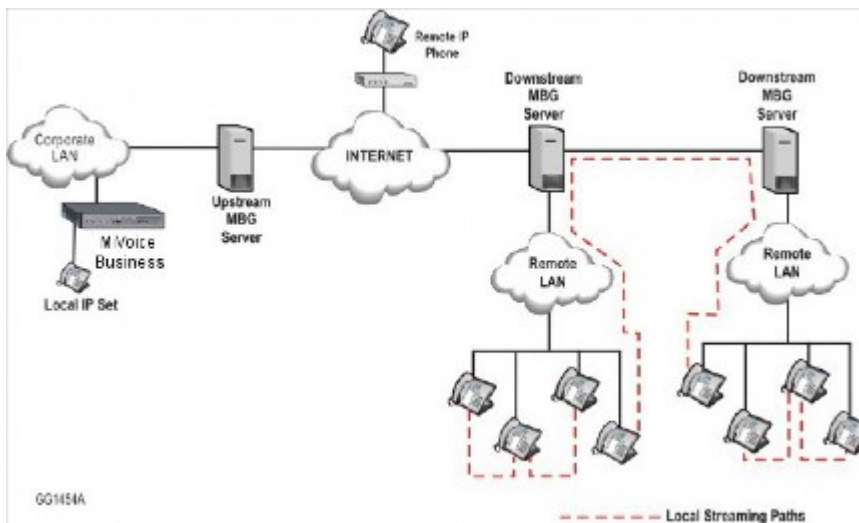 Remote IP
Phone
Downstream
MBG
Server
Downstream
MBG
Server
Corporate
LAN
INTERNET
Upstream
MBG
Server
MiVoice
Business
Local IP Set
Remote
LAN
Remote
LAN
GG1454A
Local Streaming Paths